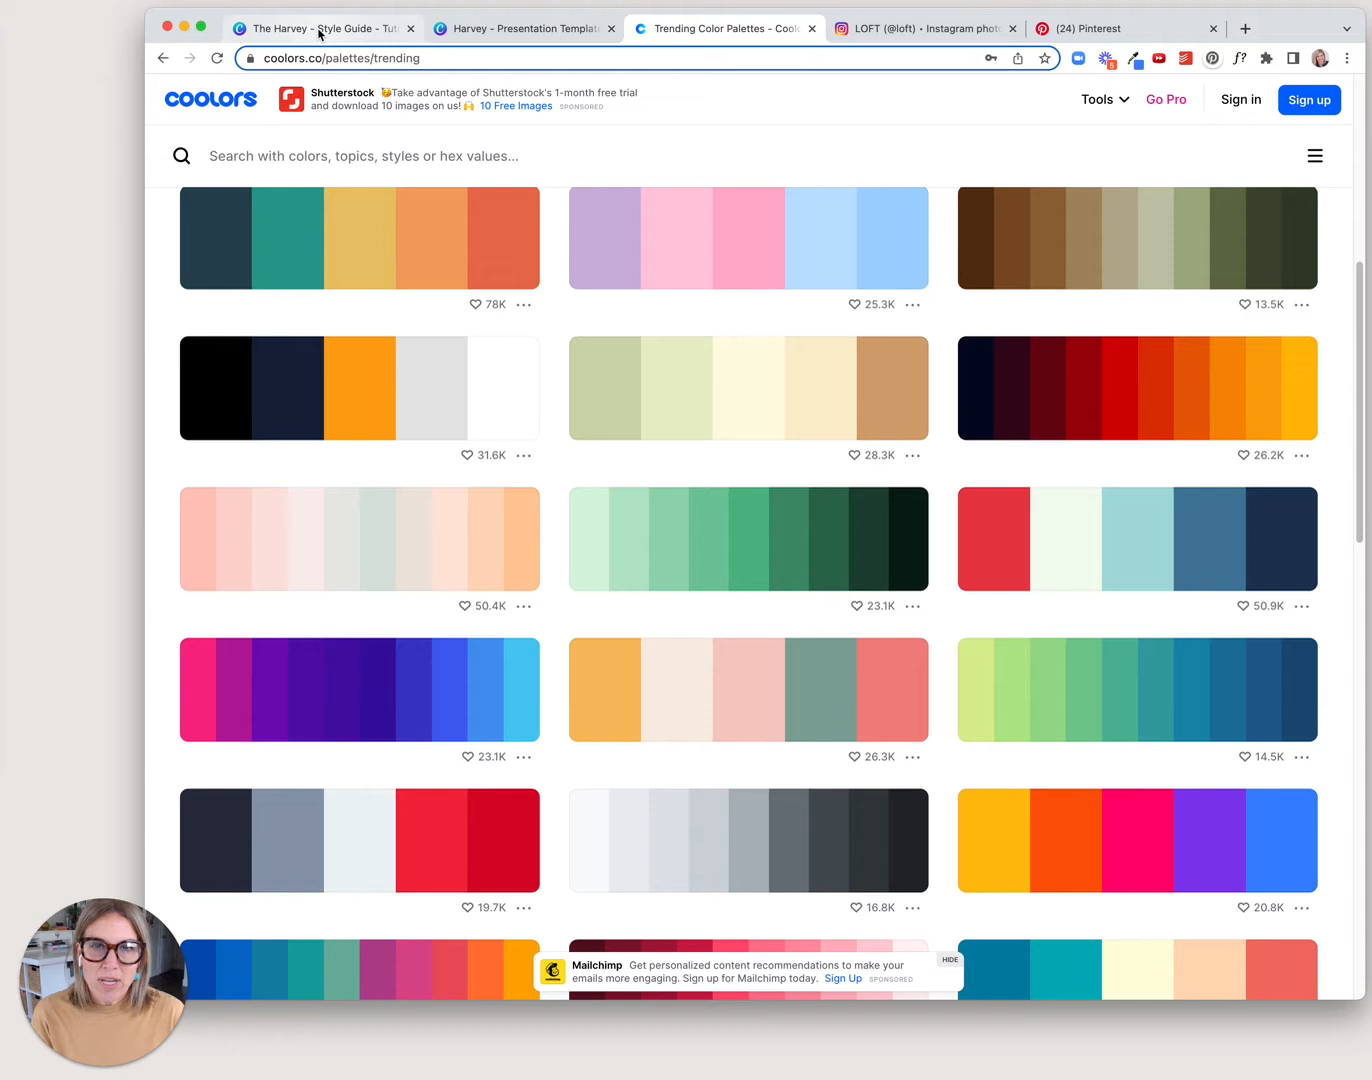 The Harvey - Style Guide - Tut
Harvey - Presentation Templat
Trending Color Palettes - Cool
LOFT (@loft) • Instagram phot
(24) Pinterest
coolors.co/palettes/trending
f?
coolors
Shutterstock 🥳Take advantage of Shutterstock's 1-month free trial
and download 10 images on us!🙌 10 Free Images SPONSORED
Tools
Go Pro
Sign in
Sign up
Search with colors, topics, styles or hex values...
78K
25.3K
13.5K
31.6K
28.3K
26.2K
50.4K
23.1K
50.9K
23.1K
26.3K
14.5K
19.7K
16.8K
20.8K
Mailchimp Get personalized content recommendations to make your
emails more engaging. Sign up for Mailchimp today. Sign Up SPONSORED
HIDE